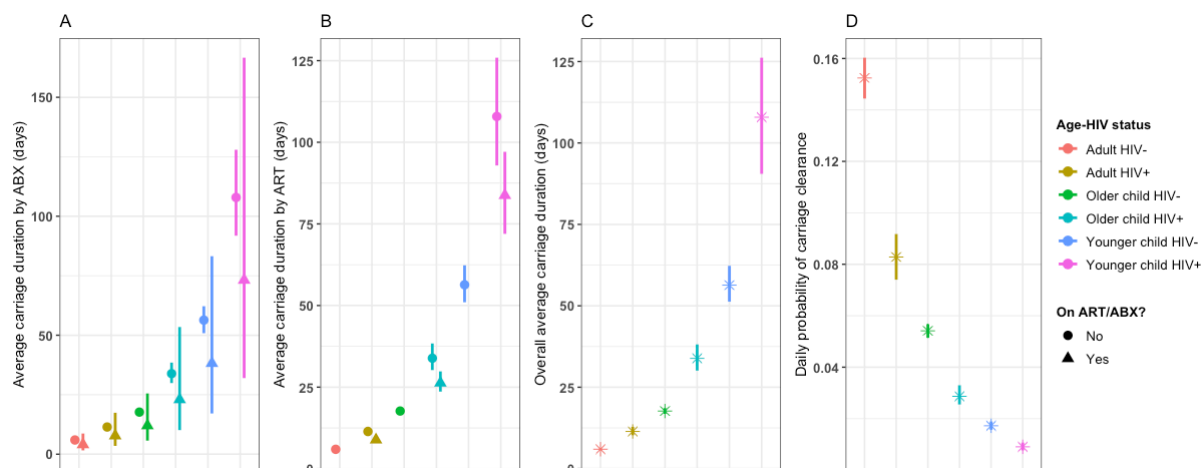 A
B
C
D
Average carriage duration by ABX (days)
150
100
50
0
Average carriage duration by ART (days)
125
100
75
50
25
0
Overall average carriage duration (days)
125
100
75
50
25
0
Daily probability of carriage clearance
0.16
0.12
0.08
0.04
Age-HIV status
Adult HIV-
Adult HIV+
Older child HIV-
Older child HIV+
Younger child HIV-
Younger child HIV+
On ART/ABX?
No
Yes